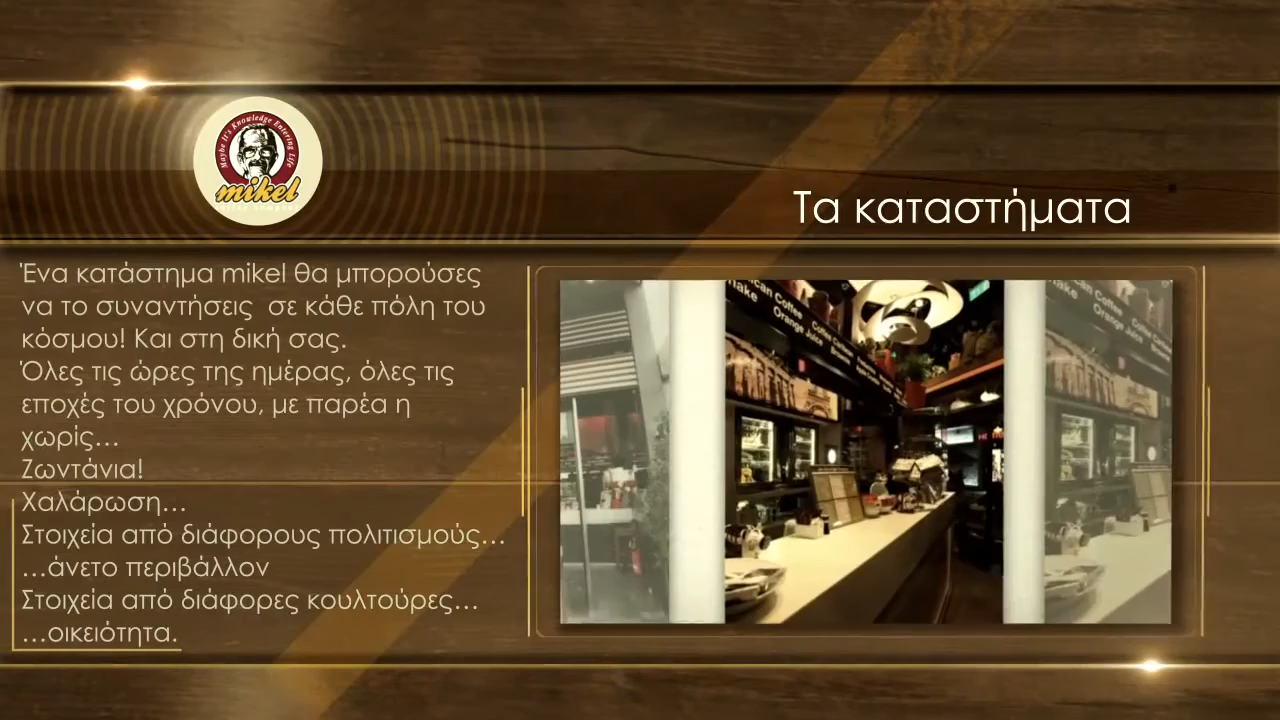 Maybe It's Knowledge Entering Life
mikel
Τα καταστήματα
Ένα κατάστημα mikel θα μπορούσες
να το συναντήσεις σε κάθε πόλη του
κόσμου! Και στη δική σας.
Όλες τις ώρες της ημέρας, όλες τις
εποχές του χρόνου, με παρέα η
χωρίς...
Ζωντάνια!
Χαλάρωση...
Στοιχεία από διάφορους πολιτισμούς...
...άνετο περιβάλλον
Στοιχεία από διάφορες κουλτούρες...
...οικειότητα.
Coffee
Orange Juice